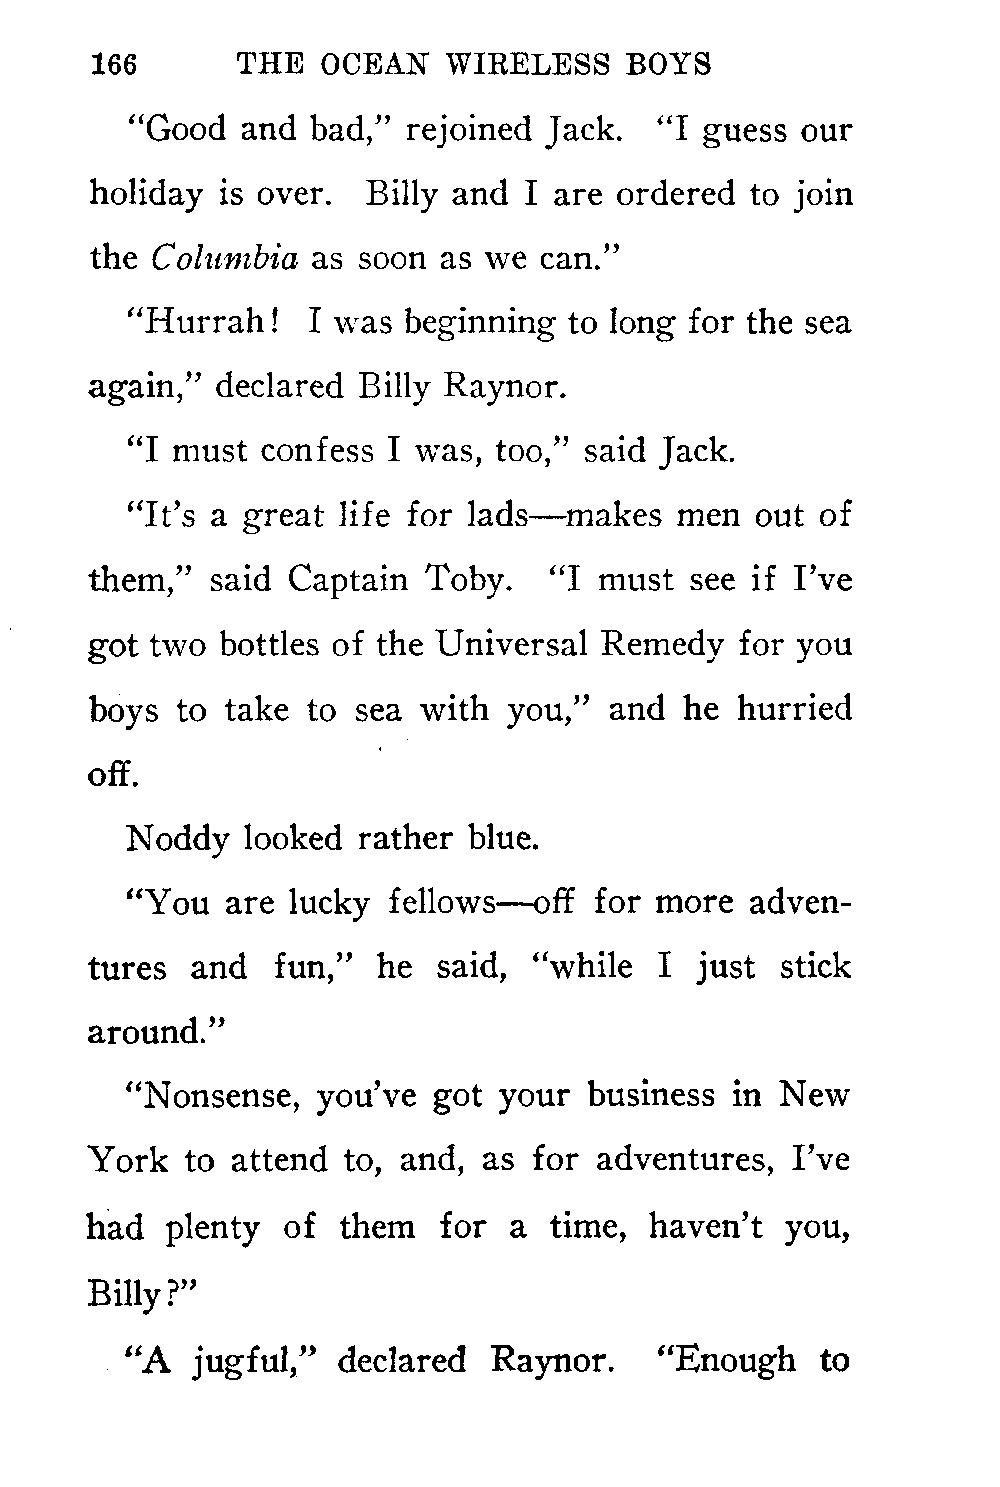 166 THE OCEAN WIRELESS BOYS
“Good and bad,” rejoined Jack. “I guess our
holiday is over. Billy and I are ordered to join
the Columbia as soon as we can.”
“Hurrah! I was beginning to long for the sea
again,” declared Billy Raynor.
“I must confess I was, too,” said Jack.
“It’s a great life for lads—makes men out of
them,” said Captain Toby. “I must see if I’ve
got two bottles of the Universal Remedy for you
boys to take to sea with you,” and he hurried
off.
Noddy looked rather blue.
“You are lucky fellows—off for more adven-
tures and fun,” he said, “while I just stick
around.”
“Nonsense, you’ve got your business in New
York to attend to, and, as for adventures, I’ve
had plenty of them for a time, haven’t you,
Billy?”
“A jugful,” declared Raynor. “Enough to